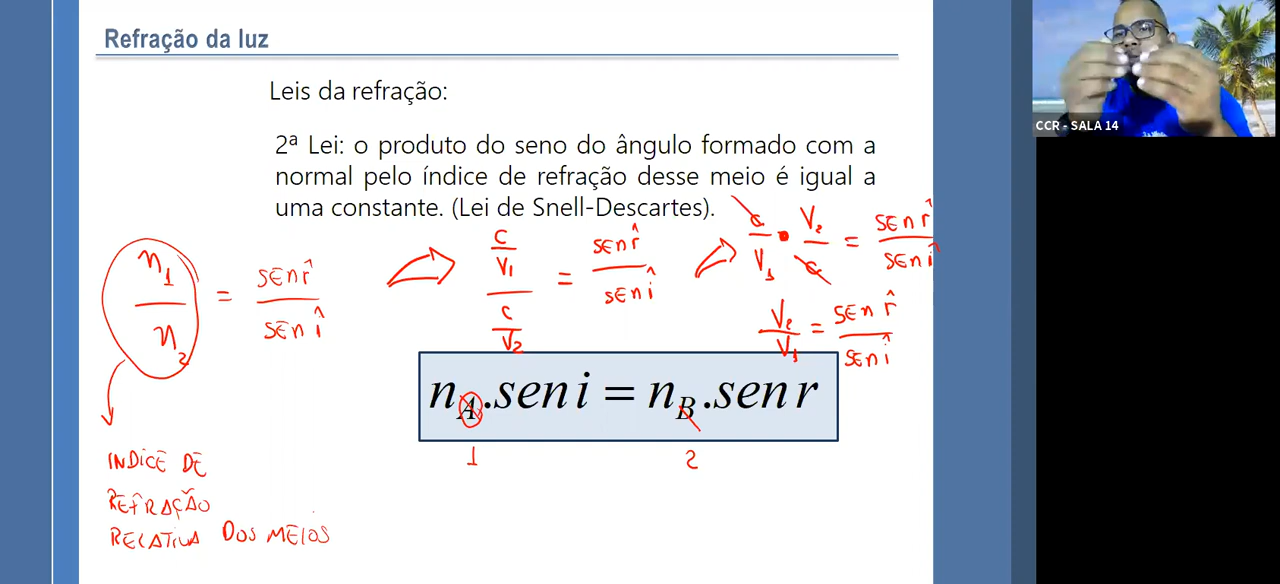 Refração da luz
CCR - SALA 14
Leis da refração:
2ª Lei: o produto do seno do ângulo formado com a
normal pelo índice de refração desse meio é igual a
uma constante. (Lei de Snell-Descartes).
n1/n2 = SEN r̂/SEN î
c/V1/c/V2 = SEN r̂/SEN î
c/V1 • V2/c = SEN r̂/SEN î
V2/V1 = SEN r̂/SEN î
nA.sen i = nB.sen r
1 2
INDICE DE
REFRAÇÃO
RELATIVA DOS MEIOS